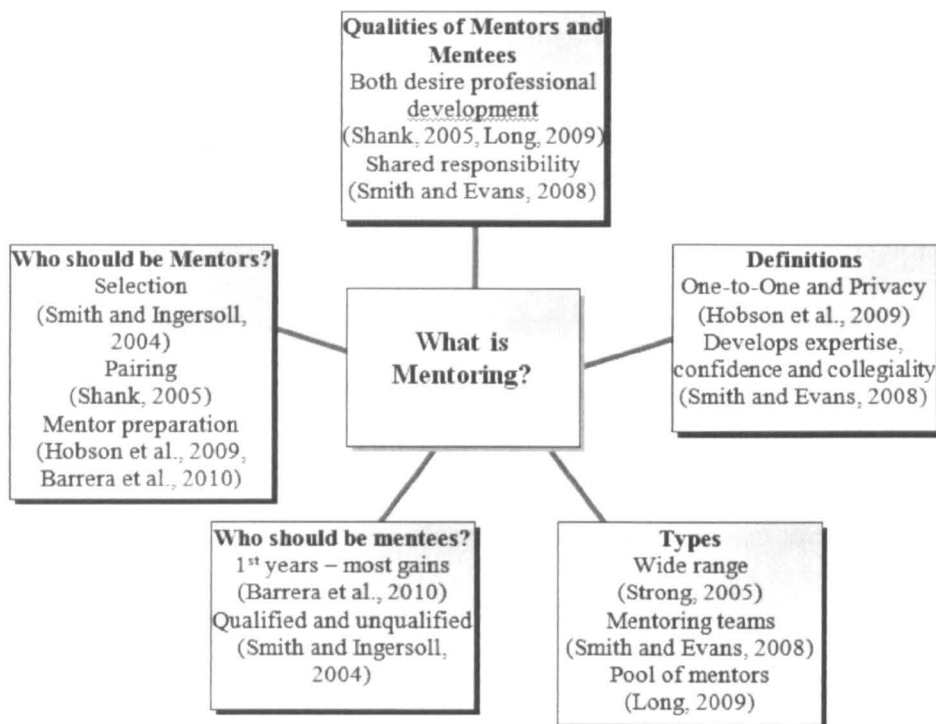 Qualities of Mentors and
Mentees
Both desire professional
development
(Shank, 2005, Long, 2009)
Shared responsibility
(Smith and Evans, 2008)
Who should be Mentors?
Selection
(Smith and Ingersoll,
2004)
Pairing
(Shank, 2005)
Mentor preparation
(Hobson et al., 2009,
Barrera et al., 2010)
What is
Mentoring?
Definitions
One-to-One and Privacy
(Hobson et al., 2009)
Develops expertise,
confidence and collegiality
(Smith and Evans, 2008)
Who should be mentees?
1st years – most gains
(Barrera et al., 2010)
Qualified and unqualified
(Smith and Ingersoll,
2004)
Types
Wide range
(Strong, 2005)
Mentoring teams
(Smith and Evans, 2008)
Pool of mentors
(Long, 2009)